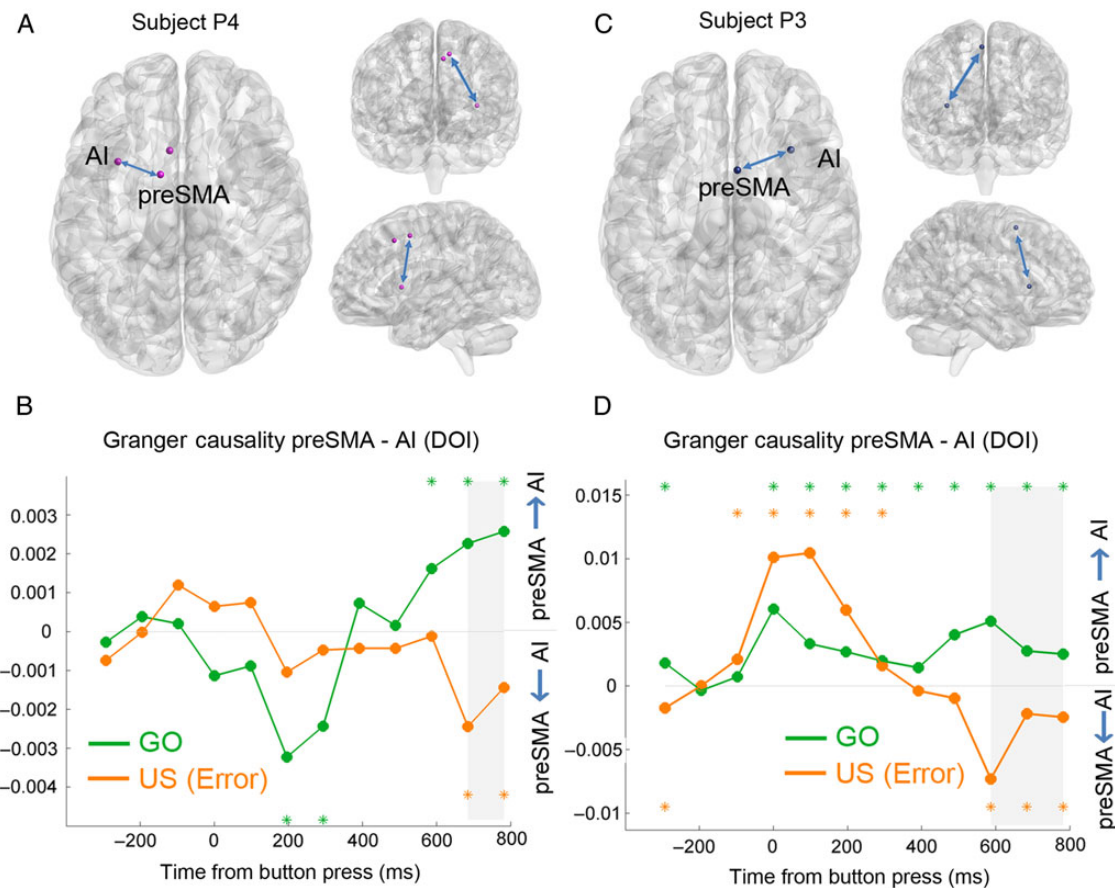 A
Subject P4
AI
preSMA
C
Subject P3
AI
preSMA
B
Granger causality preSMA - AI (DOI)
0.003
0.002
0.001
0
−0.001
−0.002
−0.003
−0.004
GO
US (Error)
−200
0
200
400
600
800
Time from button press (ms)
preSMA AI
preSMA AI
D
Granger causality preSMA - AI (DOI)
0.015
0.010
0.005
0
−0.005
−0.01
GO
US (Error)
−200
0
200
400
600
800
Time from button press (ms)
preSMA AI
preSMA AI